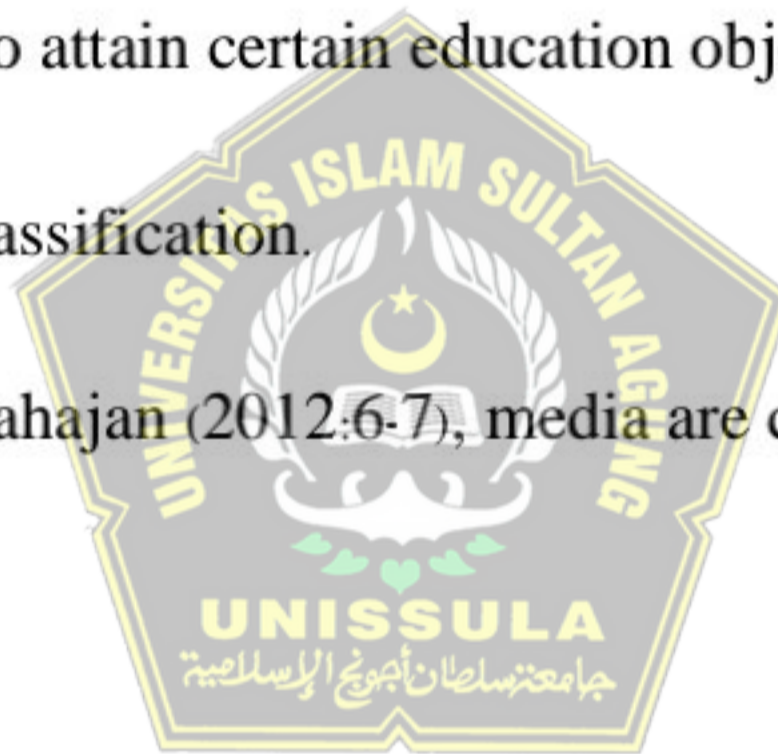 o attain certain education obj
UNIVERSITAS ISLAM SULTAN AGUNG
assification.
ahajan (2012:6-7), media are c
UNISSULA
جامعة سلطان أجونج الإسلامية